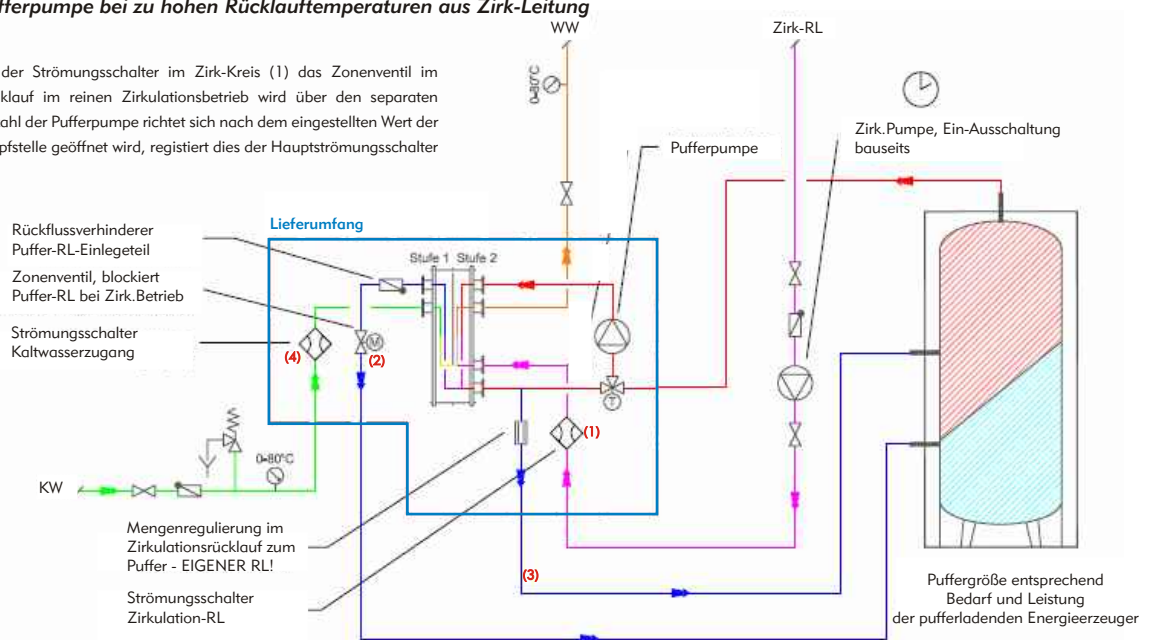 fferpumpe bei zu hohen Rücklauftemperaturen aus Zirk-Leitung
der Strömungsschalter im Zirk-Kreis (1) das Zonenventil im
klauf im reinen Zirkulationsbetrieb wird über den separaten
ahl der Pufferpumpe richtet sich nach dem eingestellten Wert der
pfstelle geöffnet wird, registiert dies der Hauptströmungsschalter
WW
Zirk-RL
0-80°C
Pufferpumpe
Zirk.Pumpe, Ein-Ausschaltung
bauseits
Lieferumfang
Rückflussverhinderer
Puffer-RL-Einlegeteil
Zonenventil, blockiert
Puffer-RL bei Zirk.Betrieb
Strömungsschalter
Kaltwasserzugang
Stufe 1 Stufe 2
M
(4)
(2)
T
(1)
0-80°C
KW
Mengenregulierung im
Zirkulationsrücklauf zum
Puffer - EIGENER RL!
Strömungsschalter
Zirkulation-RL
(3)
Puffergröße entsprechend
Bedarf und Leistung
der pufferladenden Energieerzeuger